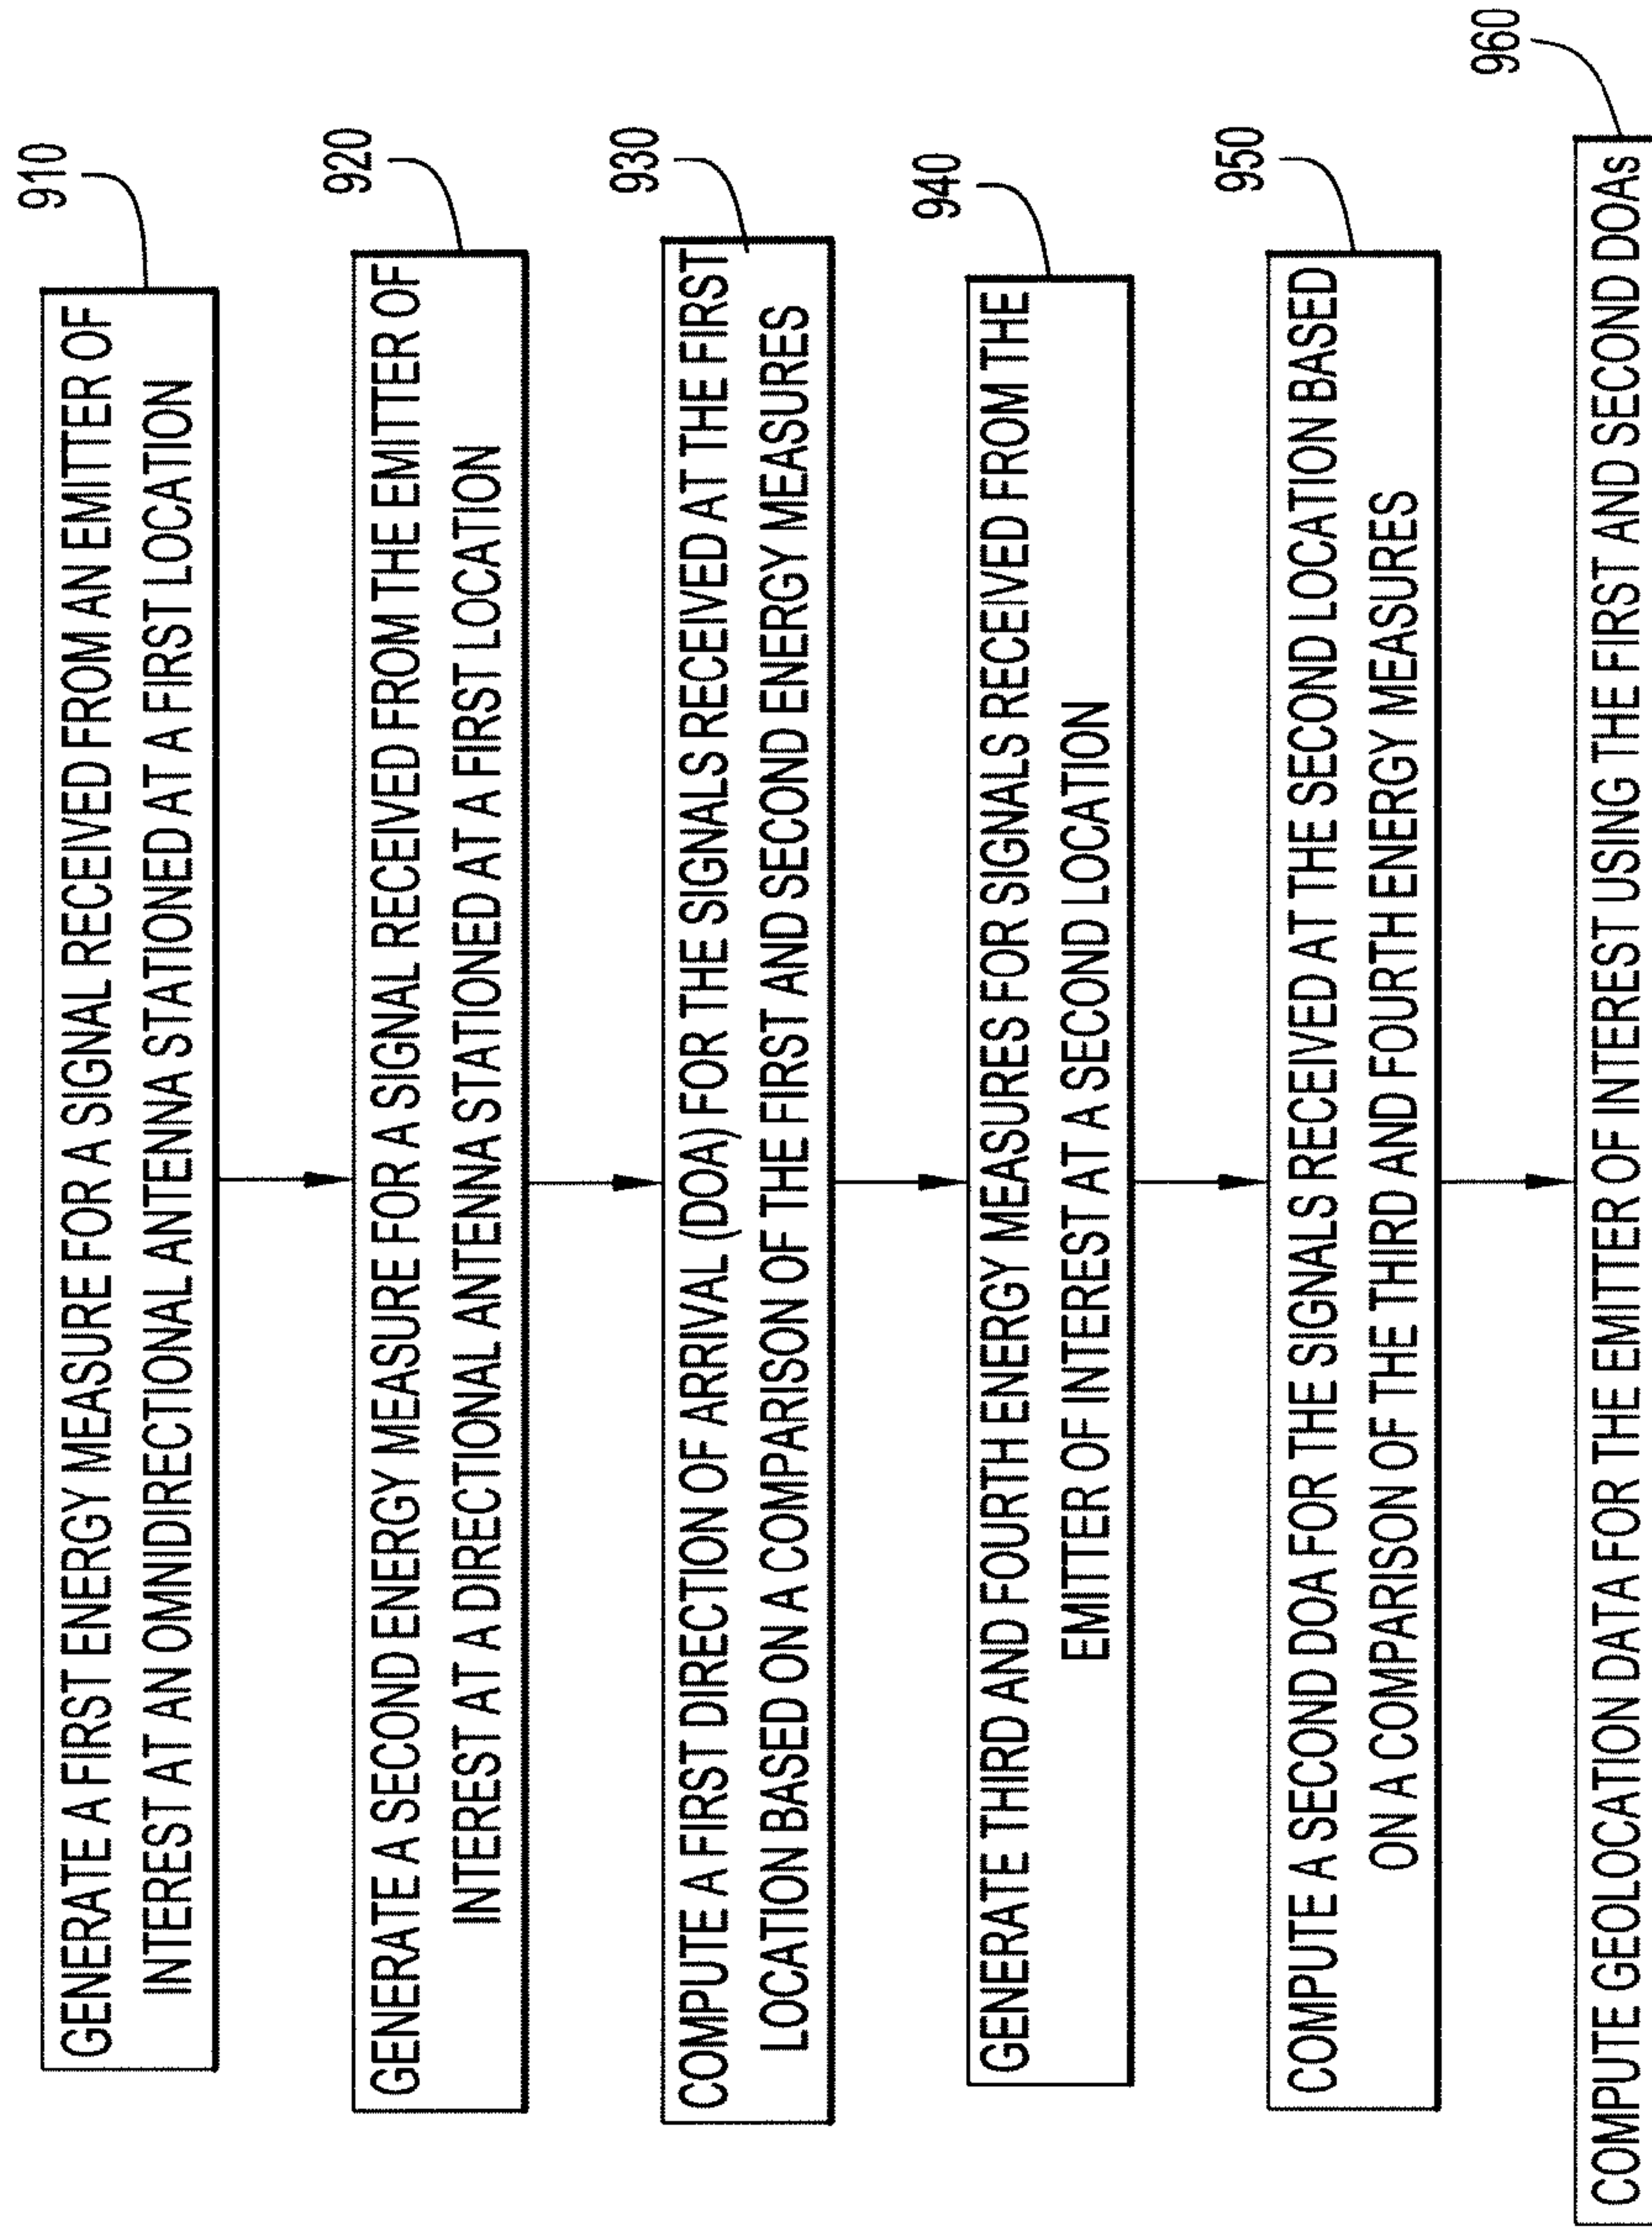 910
GENERATE A FIRST ENERGY MEASURE FOR A SIGNAL RECEIVED FROM AN EMITTER OF
INTEREST AT AN OMNIDIRECTIONAL ANTENNA STATIONED AT A FIRST LOCATION
920
GENERATE A SECOND ENERGY MEASURE FOR A SIGNAL RECEIVED FROM THE EMITTER OF
INTEREST AT A DIRECTIONAL ANTENNA STATIONED AT A FIRST LOCATION
930
COMPUTE A FIRST DIRECTION OF ARRIVAL (DOA) FOR THE SIGNALS RECEIVED AT THE FIRST
LOCATION BASED ON A COMPARISON OF THE FIRST AND SECOND ENERGY MEASURES
940
GENERATE THIRD AND FOURTH ENERGY MEASURES FOR SIGNALS RECEIVED FROM THE
EMITTER OF INTEREST AT A SECOND LOCATION
950
COMPUTE A SECOND DOA FOR THE SIGNALS RECEIVED AT THE SECOND LOCATION BASED
ON A COMPARISON OF THE THIRD AND FOURTH ENERGY MEASURES
960
COMPUTE GEOLOCATION DATA FOR THE EMITTER OF INTEREST USING THE FIRST AND SECOND DOAs